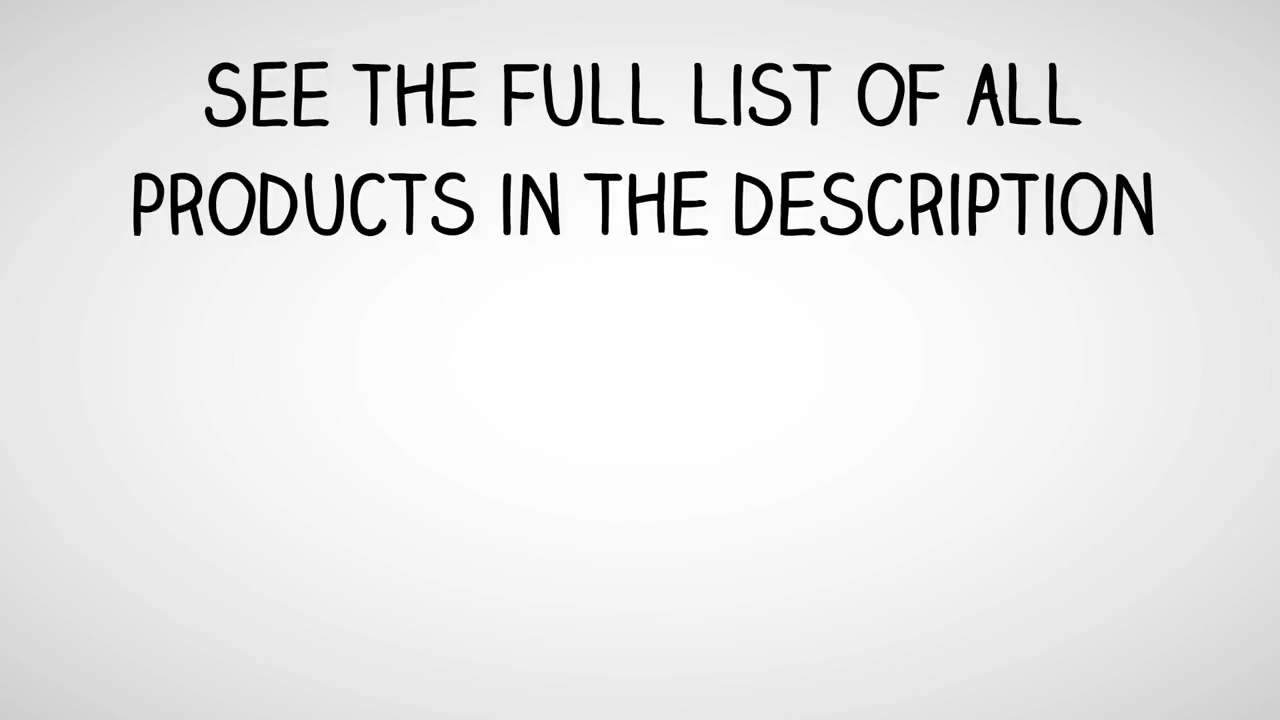 SEE THE FULL LIST OF ALL
PRODUCTS IN THE DESCRIPTION